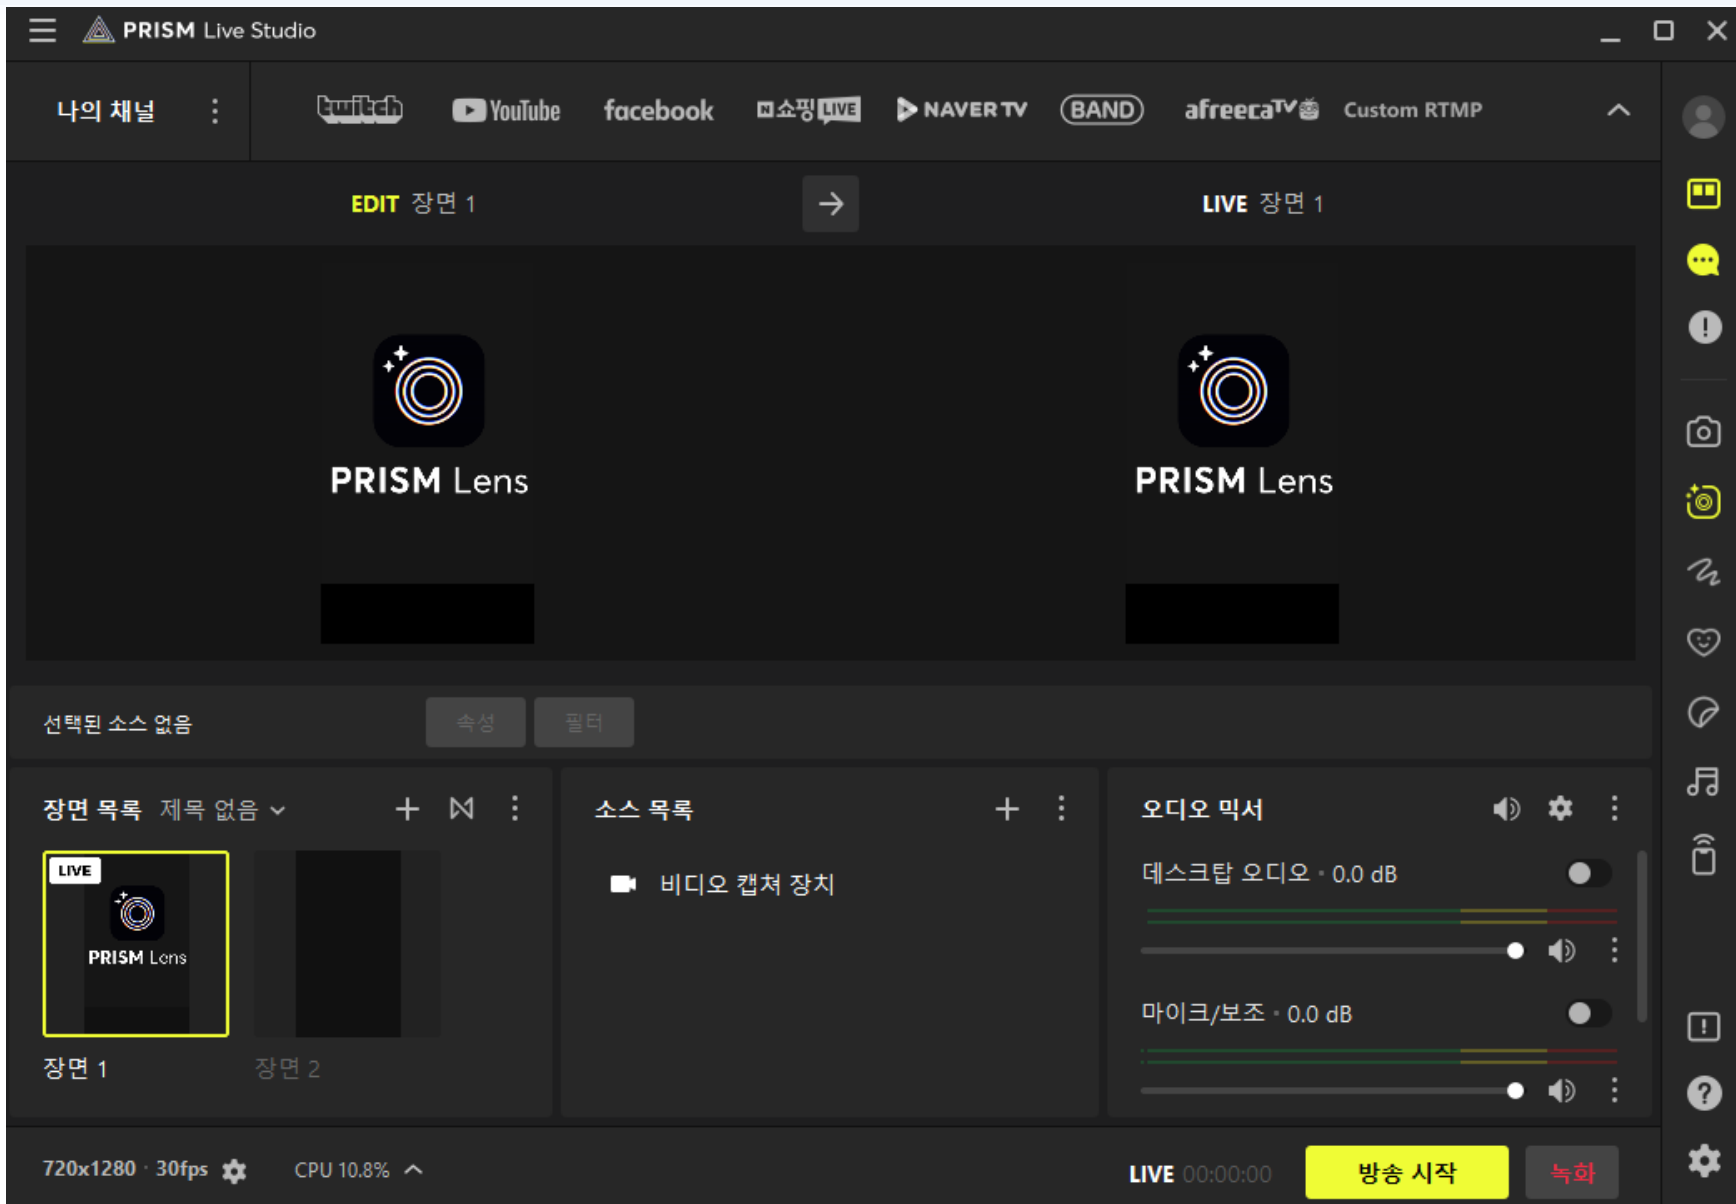 PRISM Live Studio
나의 채널
twitch YouTube facebook N쇼핑LIVE NAVER TV BAND afreecaTV Custom RTMP
EDIT 장면 1
LIVE 장면 1
PRISM Lens
PRISM Lens
선택된 소스 없음
속성
필터
장면 목록 제목 없음
LIVE
PRISM Lens
장면 1
장면 2
소스 목록
비디오 캡쳐 장치
오디오 믹서
데스크탑 오디오 • 0.0 dB
마이크/보조 • 0.0 dB
720x1280 · 30fps
CPU 10.8%
LIVE 00:00:00
방송 시작
녹화